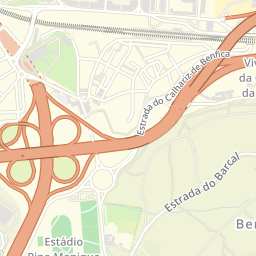 Estrada do Calhariz de Benfica
Viv
da
da
Estrada do Barcal
Ben
Estádio
Pina Manique